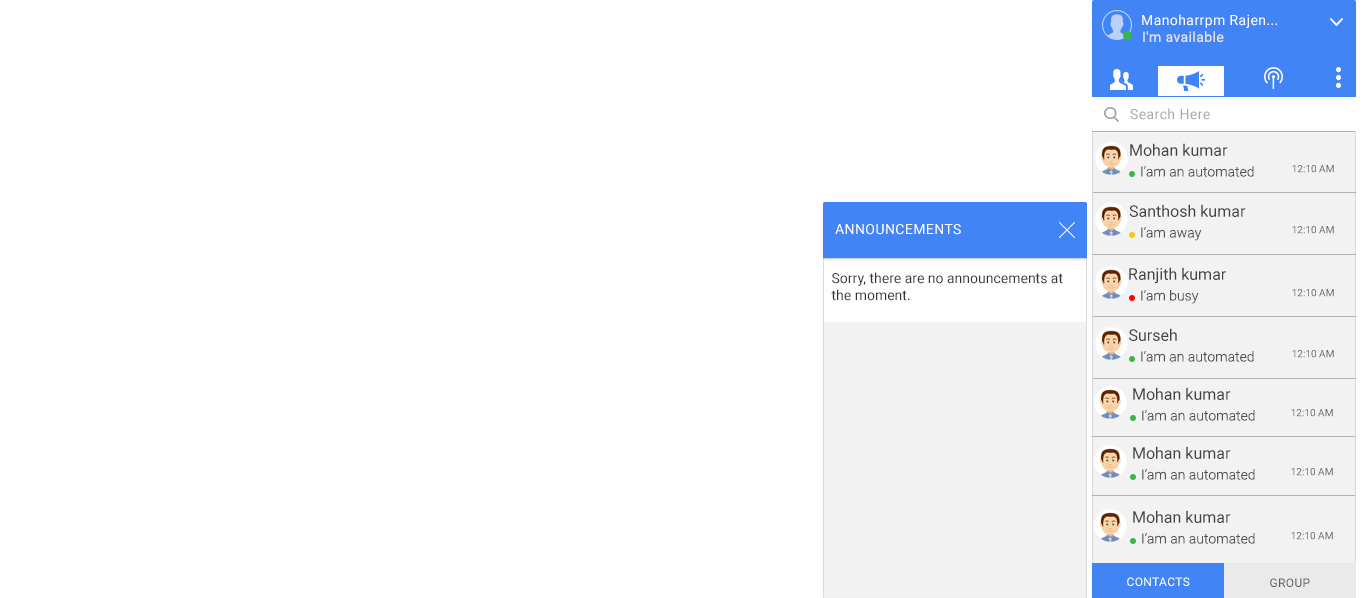 Manoharrpm Rajen...
I'm available
Search Here
Mohan kumar
I'am an automated
12:10 AM
Santhosh kumar
I'am away
12:10 AM
Ranjith kumar
I'am busy
12:10 AM
Surseh
I'am an automated
12:10 AM
Mohan kumar
I'am an automated
12:10 AM
Mohan kumar
I'am an automated
12:10 AM
Mohan kumar
I'am an automated
12:10 AM
CONTACTS
GROUP
ANNOUNCEMENTS
Sorry, there are no announcements at
the moment.